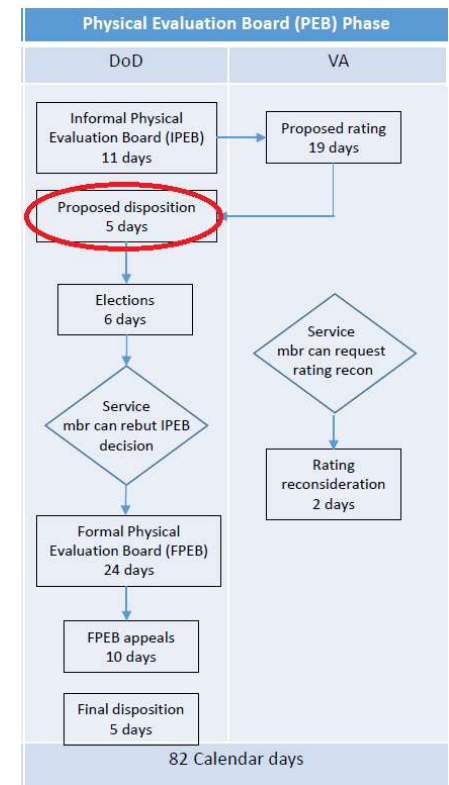 Physical Evaluation Board (PEB) Phase
DoD
VA
Informal Physical
Evaluation Board (IPEB)
11 days
Proposed rating
19 days
Proposed disposition
5 days
Elections
6 days
Service
mbr can request
rating recon
Service
mbr can rebut IPEB
decision
Rating
reconsideration
2 days
Formal Physical
Evaluation Board (FPEB)
24 days
FPEB appeals
10 days
Final disposition
5 days
82 Calendar days